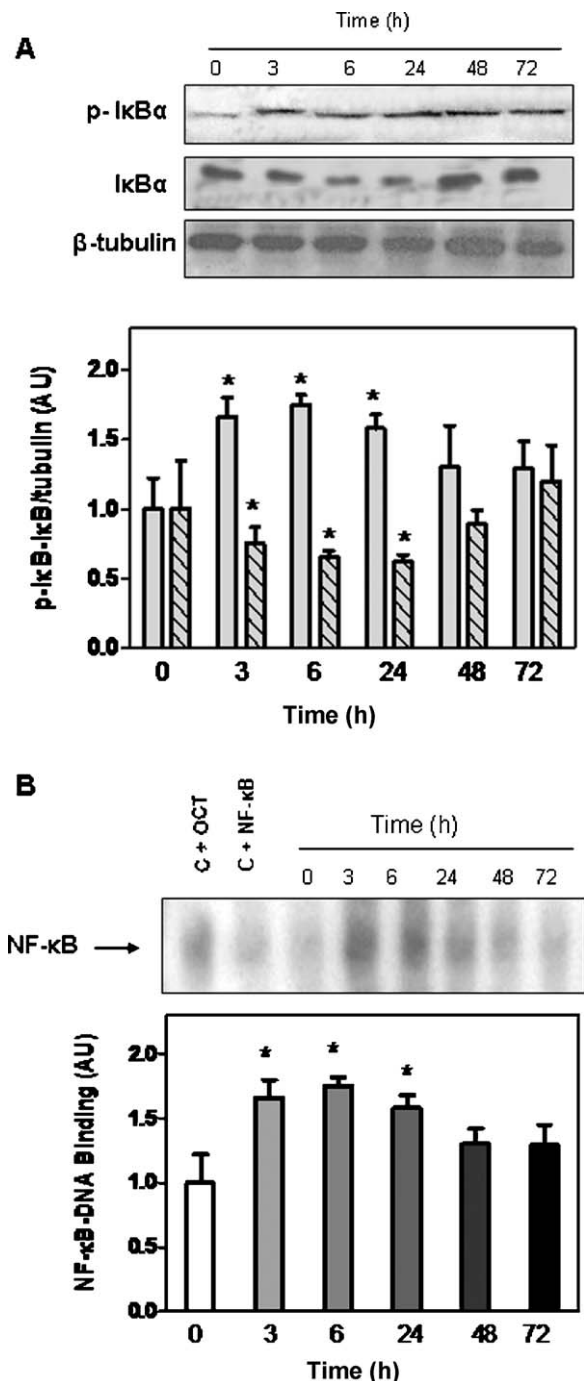 A
Time (h)
0 3 6 24 48 72
p- IκBα
IκBα
β-tubulin
p-IκB-IκB/tubulin (AU)
2.0
1.5
1.0
0.5
0.0
* * *
* * *
0 3 6 24 48 72
Time (h)
B
C + OCT
C + NF-κB
Time (h)
0 3 6 24 48 72
NF-κB
NF-κB-DNA Binding (AU)
2.0
1.5
1.0
0.0
* * *
0 3 6 24 48 72
Time (h)